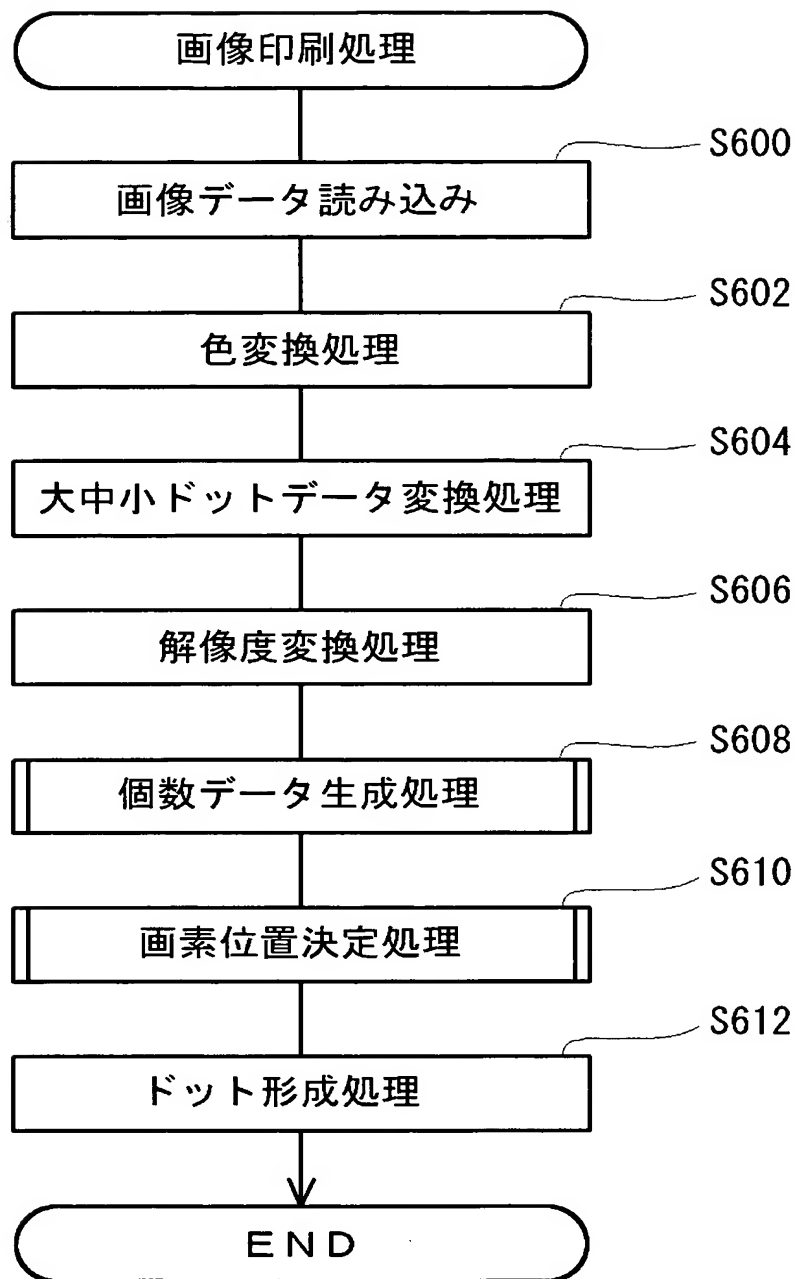 画像印刷処理
S600
画像データ読み込み
S602
色変換処理
S604
大中小ドットデータ変換処理
S606
解像度変換処理
S608
個数データ生成処理
S610
画素位置決定処理
S612
ドット形成処理
END